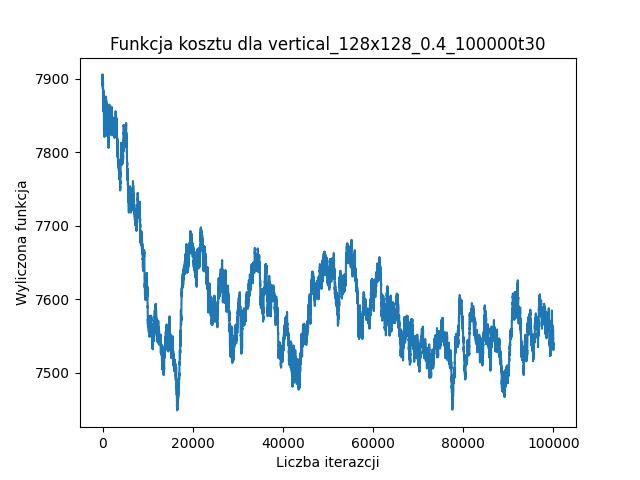 Funkcja kosztu dla vertical_128x128_0.4_100000t30
Wyliczona funkcja
7900
7800
7700
7600
7500
0 20000 40000 60000 80000 100000
Liczba iterazcji